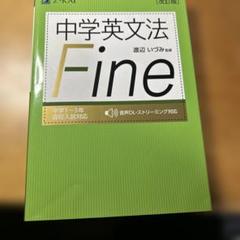 Z-KAI
[改訂版]
中学英文法
渡辺 いづみ 監修
Fine
中学1〜3年
高校入試対応
音声DL・ストリーミング対応